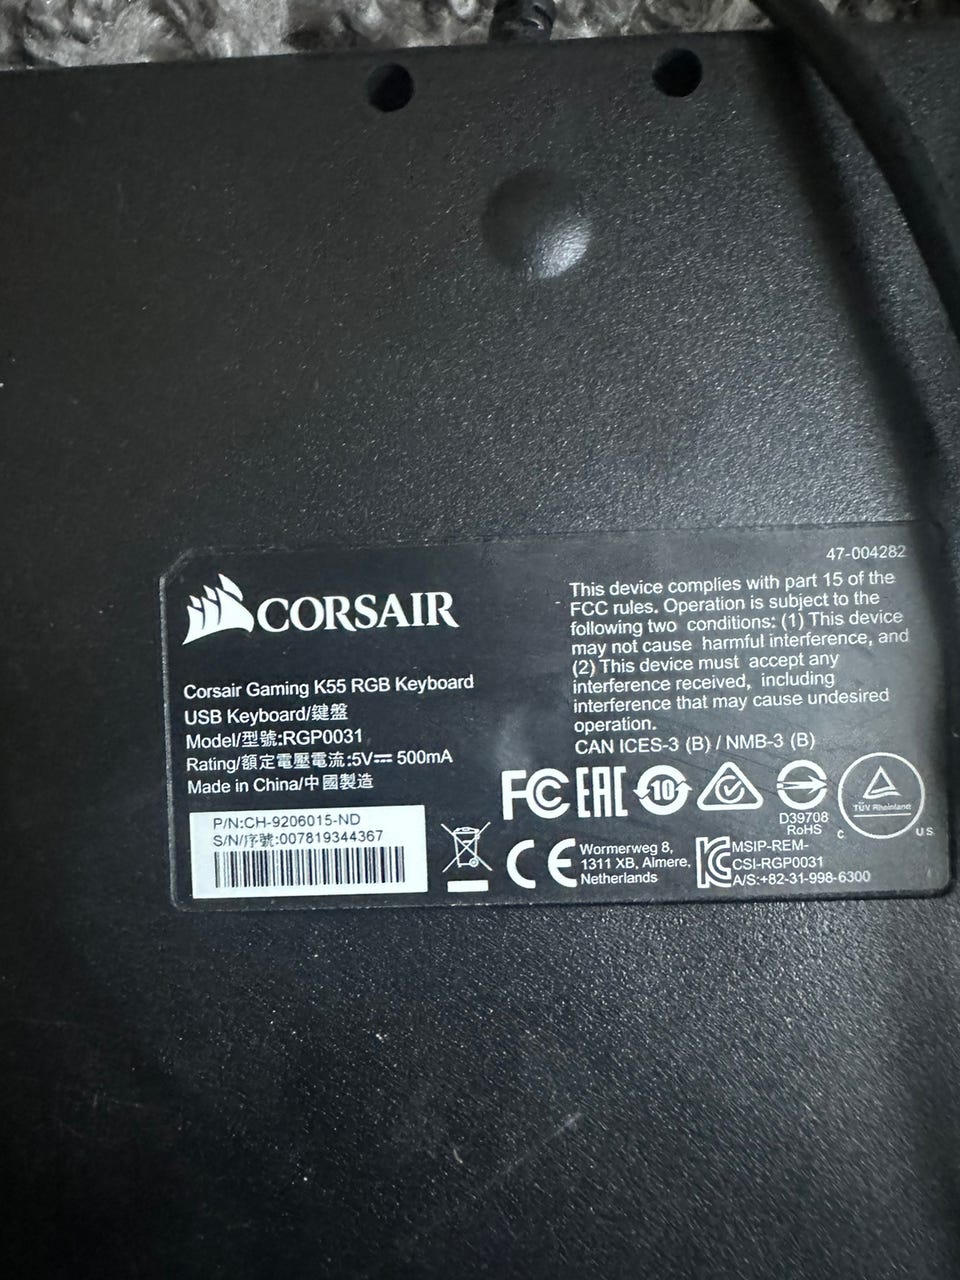 47-004282
CORSAIR
Corsair Gaming K55 RGB Keyboard
USB Keyboard/鍵盤
Model/型號:RGP0031
Rating/額定電壓電流:5V⎓ 500mA
Made in China/中國製造
P/N:CH-9206015-ND
S/N/序號:007819344367
This device complies with part 15 of the
FCC rules. Operation is subject to the
following two conditions: (1) This device
may not cause harmful interference, and
(2) This device must accept any
interference received, including
interference that may cause undesired
operation.
CAN ICES-3 (B) / NMB-3 (B)
FC EAC 10
D39708
RoHS
TÜV Rheinland
C US
CE
Wormerweg 8,
1311 XB, Almere,
Netherlands
MSIP-REM-
CSI-RGP0031
A/S:+82-31-998-6300